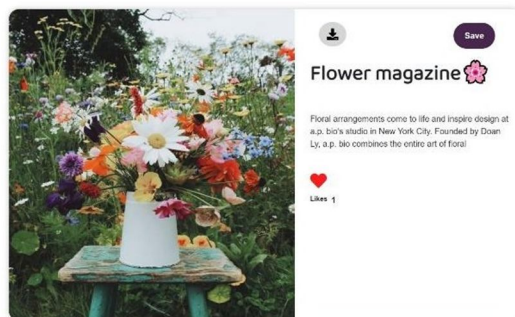 Save
Flower magazine🌸
Floral arrangements come to life and inspire design at
a.p. bio's studio in New York City. Founded by Doan
Ly, a.p. bio combines the entire art of floral
Likes 1